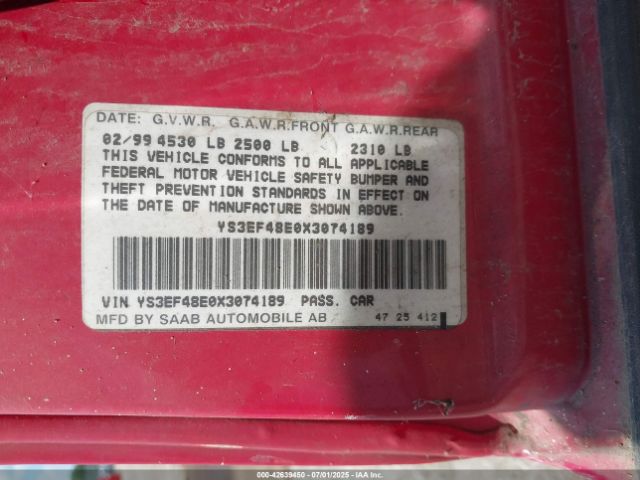 DATE: G.V.W.R. G.A.W.R.FRONT G.A.W.R.REAR
02/99 4530 LB 2500 LB 2310 LB
THIS VEHICLE CONFORMS TO ALL APPLICABLE
FEDERAL MOTOR VEHICLE SAFETY BUMPER AND
THEFT PREVENTION STANDARDS IN EFFECT ON
THE DATE OF MANUFACTURE SHOWN ABOVE.
YS3EF48E0X3074189
VIN YS3EF48E0X3074189 PASS. CAR
MFD BY SAAB AUTOMOBILE AB 47 25 412
000-42639450 - 07/01/2025 - IAA Inc.